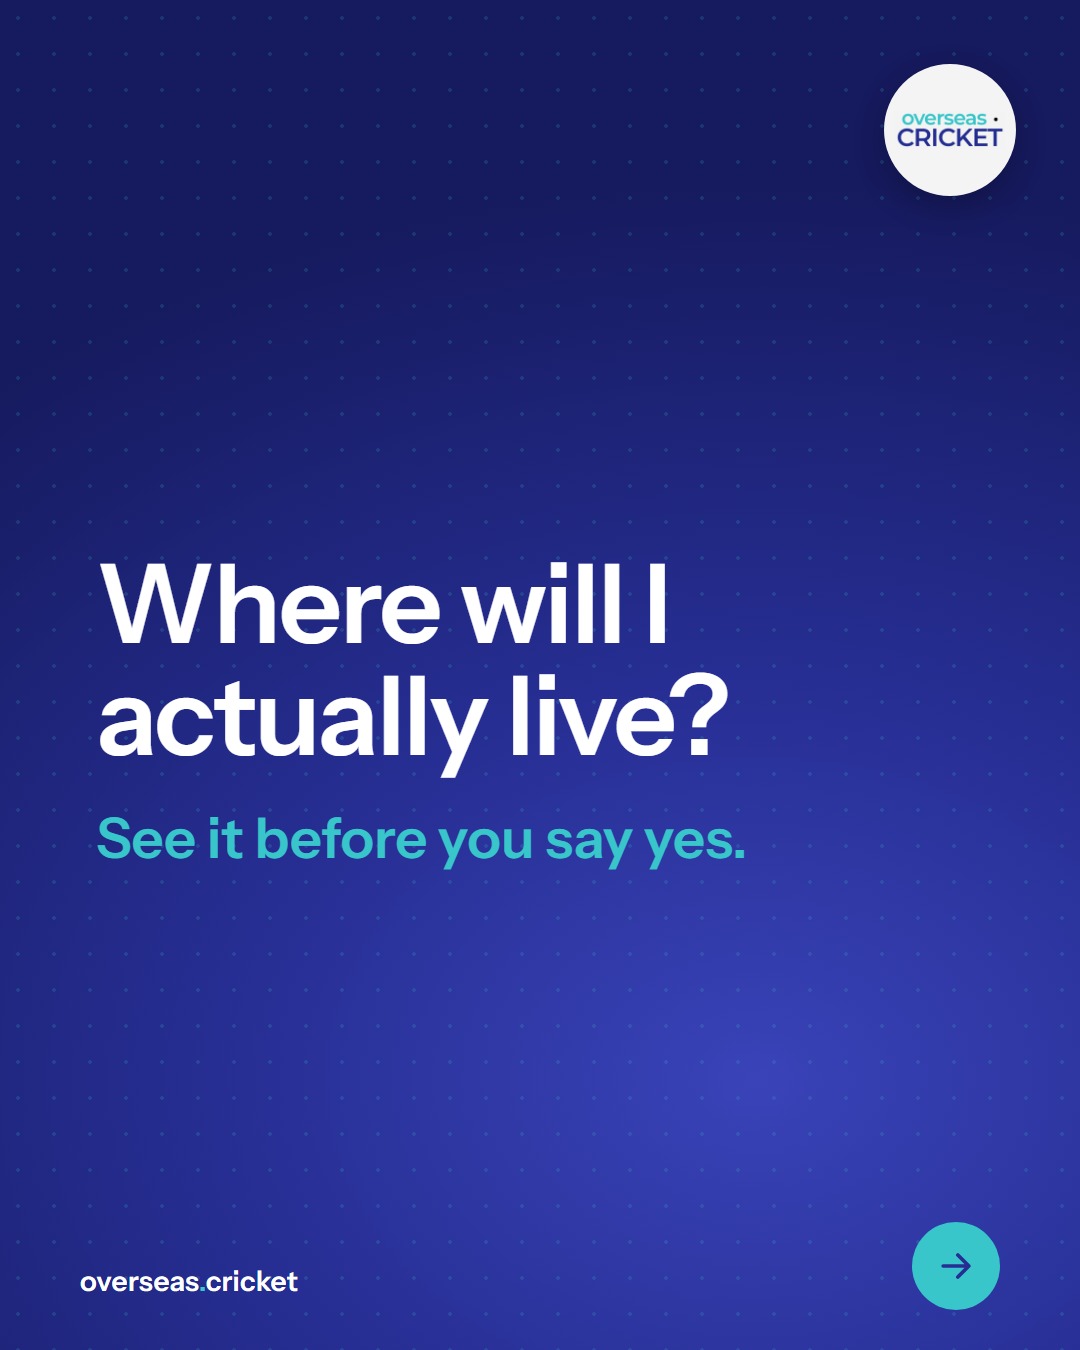 overseas •
CRICKET
Where will I
actually live?
See it before you say yes.
overseas.cricket